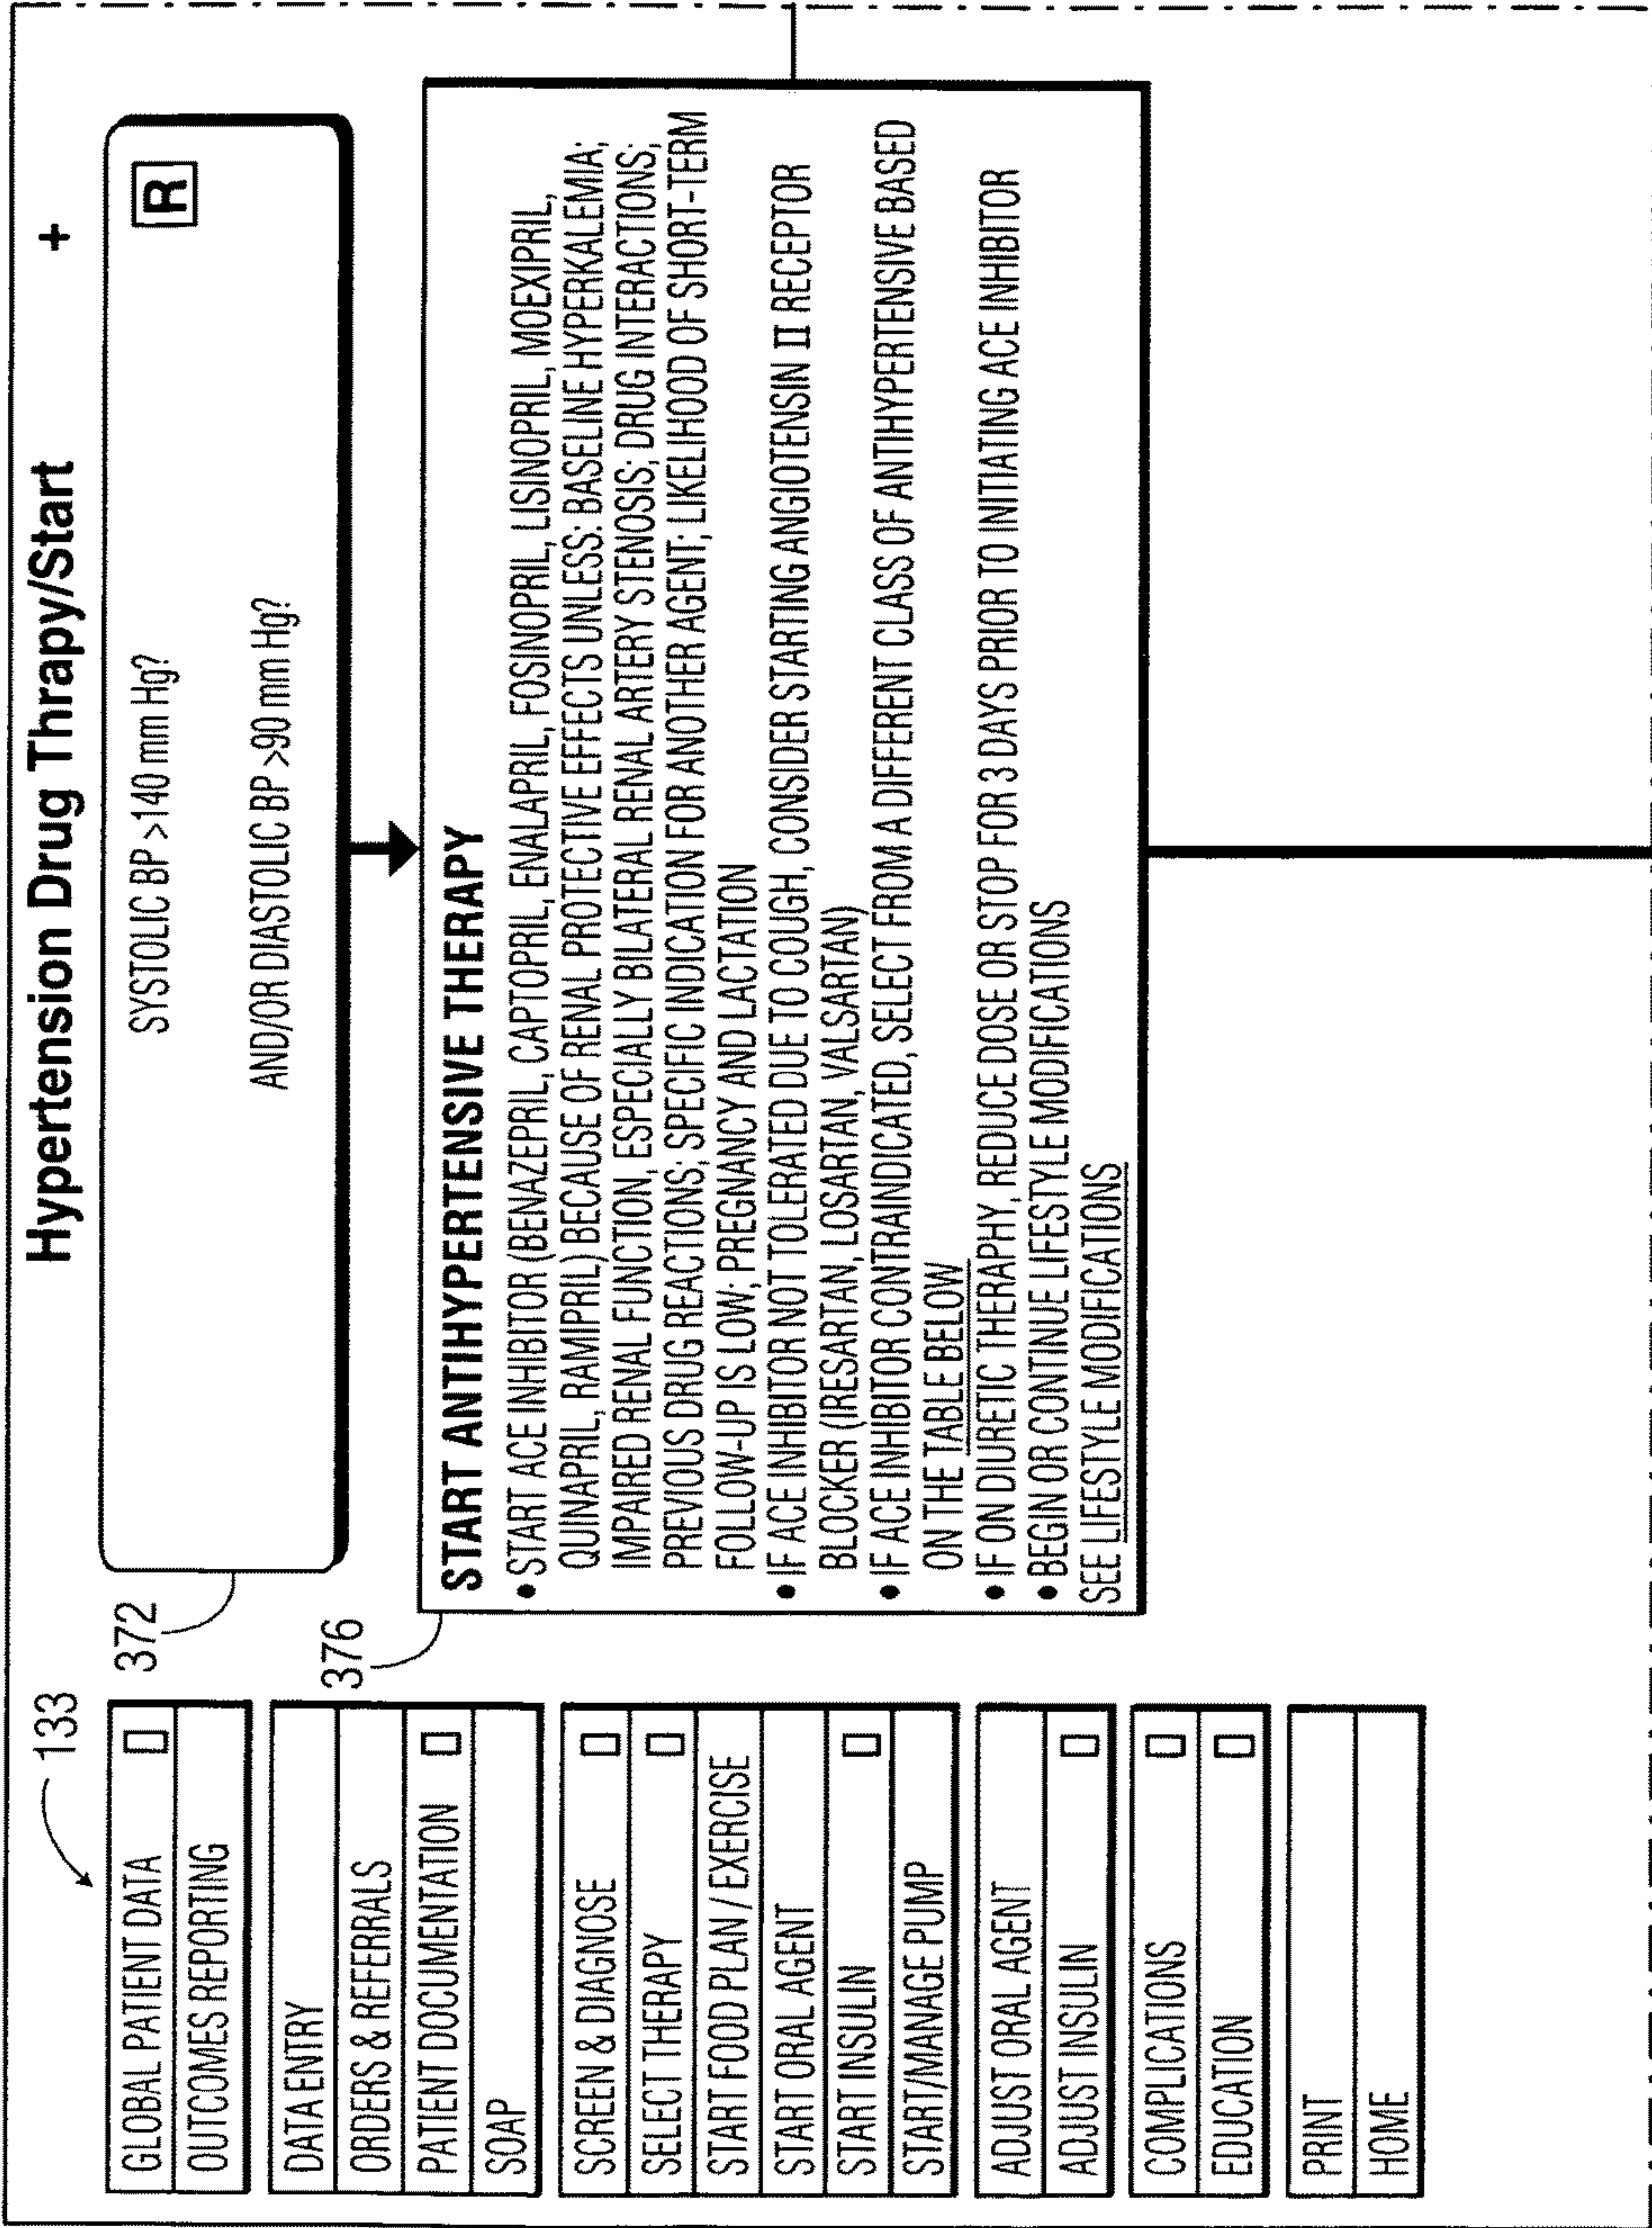 Hypertension Drug Thrapy/Start
+
133
GLOBAL PATIENT DATA
OUTCOMES REPORTING
DATA ENTRY
ORDERS & REFERRALS
PATIENT DOCUMENTATION
SOAP
SCREEN & DIAGNOSE
SELECT THERAPY
START FOOD PLAN / EXERCISE
START ORAL AGENT
START INSULIN
START/MANAGE PUMP
ADJUST ORAL AGENT
ADJUST INSULIN
COMPLICATIONS
EDUCATION
PRINT
HOME
372
SYSTOLIC BP >140 mm Hg?
R
AND/OR DIASTOLIC BP >90 mm Hg?
376
START ANTIHYPERTENSIVE THERAPY
• START ACE INHIBITOR (BENAZEPRIL, CAPTOPRIL, ENALAPRIL, FOSINOPRIL, LISINOPRIL, MOEXIPRIL,
QUINAPRIL, RAMIPRIL) BECAUSE OF RENAL PROTECTIVE EFFECTS UNLESS: BASELINE HYPERKALEMIA;
IMPAIRED RENAL FUNCTION, ESPECIALLY BILATERAL RENAL ARTERY STENOSIS; DRUG INTERACTIONS;
PREVIOUS DRUG REACTIONS; SPECIFIC INDICATION FOR ANOTHER AGENT; LIKELIHOOD OF SHORT-TERM
FOLLOW-UP IS LOW; PREGNANCY AND LACTATION
• IF ACE INHIBITOR NOT TOLERATED DUE TO COUGH, CONSIDER STARTING ANGIOTENSIN II RECEPTOR
BLOCKER (IRESARTAN, LOSARTAN, VALSARTAN)
• IF ACE INHIBITOR CONTRAINDICATED, SELECT FROM A DIFFERENT CLASS OF ANTIHYPERTENSIVE BASED
ON THE TABLE BELOW
• IF ON DIURETIC THERAPHY, REDUCE DOSE OR STOP FOR 3 DAYS PRIOR TO INITIATING ACE INHIBITOR
• BEGIN OR CONTINUE LIFESTYLE MODIFICATIONS
SEE LIFESTYLE MODIFICATIONS